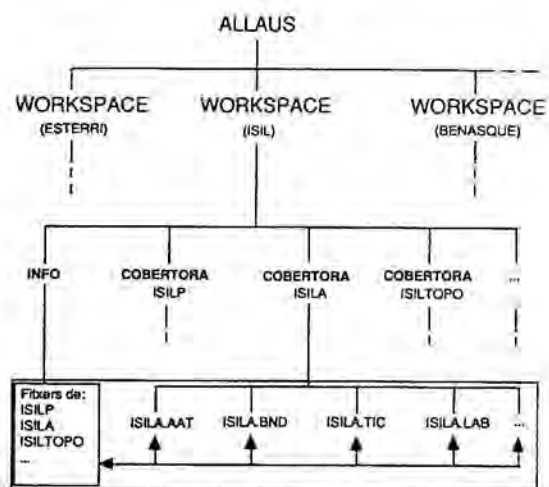 ALLAUS
WORKSPACE WORKSPACE WORKSPACE
(ESTERRI) (ISIL) (BENASQUE)
INFO COBERTORA COBERTORA COBERTORA ...
ISILP ISILA ISILTOPO
Fitxers de:
ISILP
ISILA
ISILTOPO
...
ISILA.AAT ISILA.BND ISILA.TIC ISILA.LAB ...